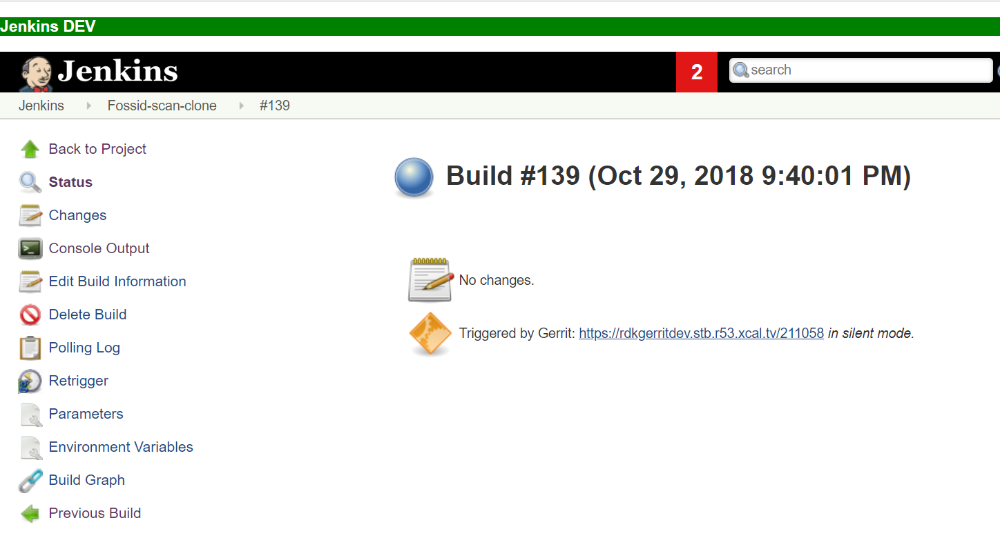 Jenkins DEV
Jenkins
2
search
Jenkins
Fossid-scan-clone
#139
Back to Project
Status
Changes
Console Output
Edit Build Information
Delete Build
Polling Log
Retrigger
Parameters
Environment Variables
Build Graph
Previous Build
Build #139 (Oct 29, 2018 9:40:01 PM)
No changes.
Triggered by Gerrit: https://rdkgerritdev.stb.r53.xcal.tv/211058 in silent mode.